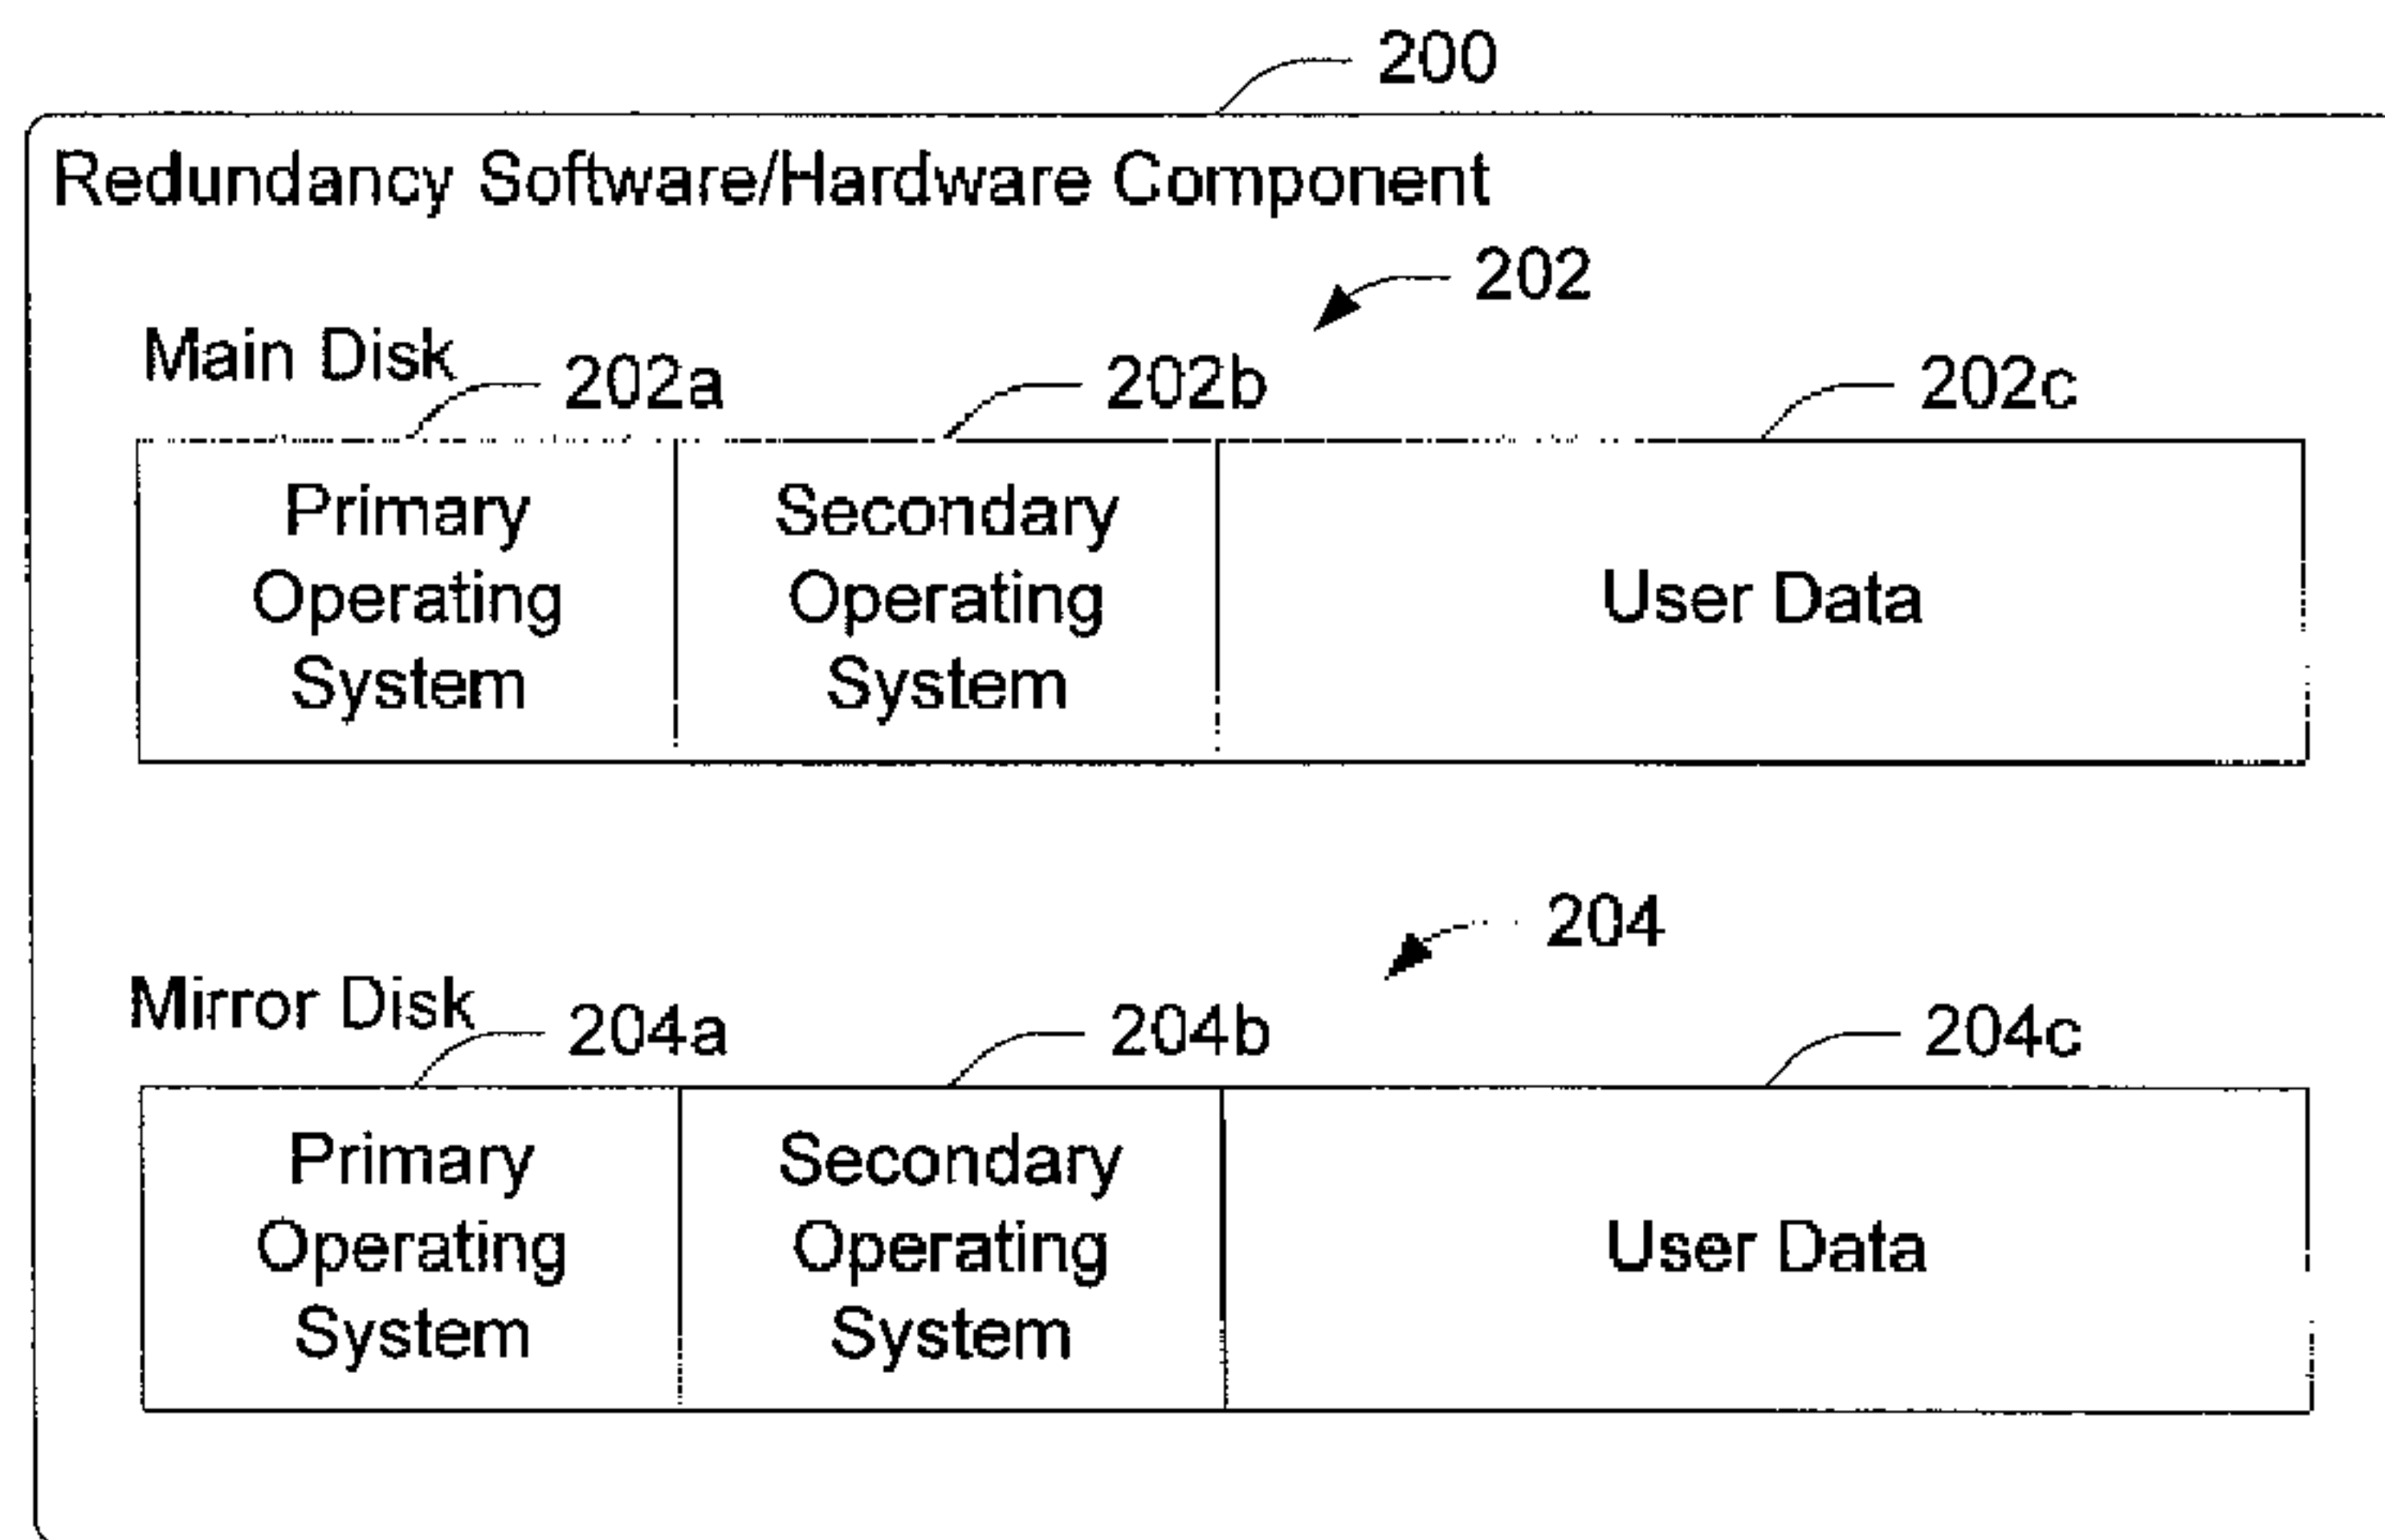 200
Redundancy Software/Hardware Component
202
Main Disk
202a
202b
202c
Primary
Operating
System
Secondary
Operating
System
User Data
204
Mirror Disk
204a
204b
204c
Primary
Operating
System
Secondary
Operating
System
User Data